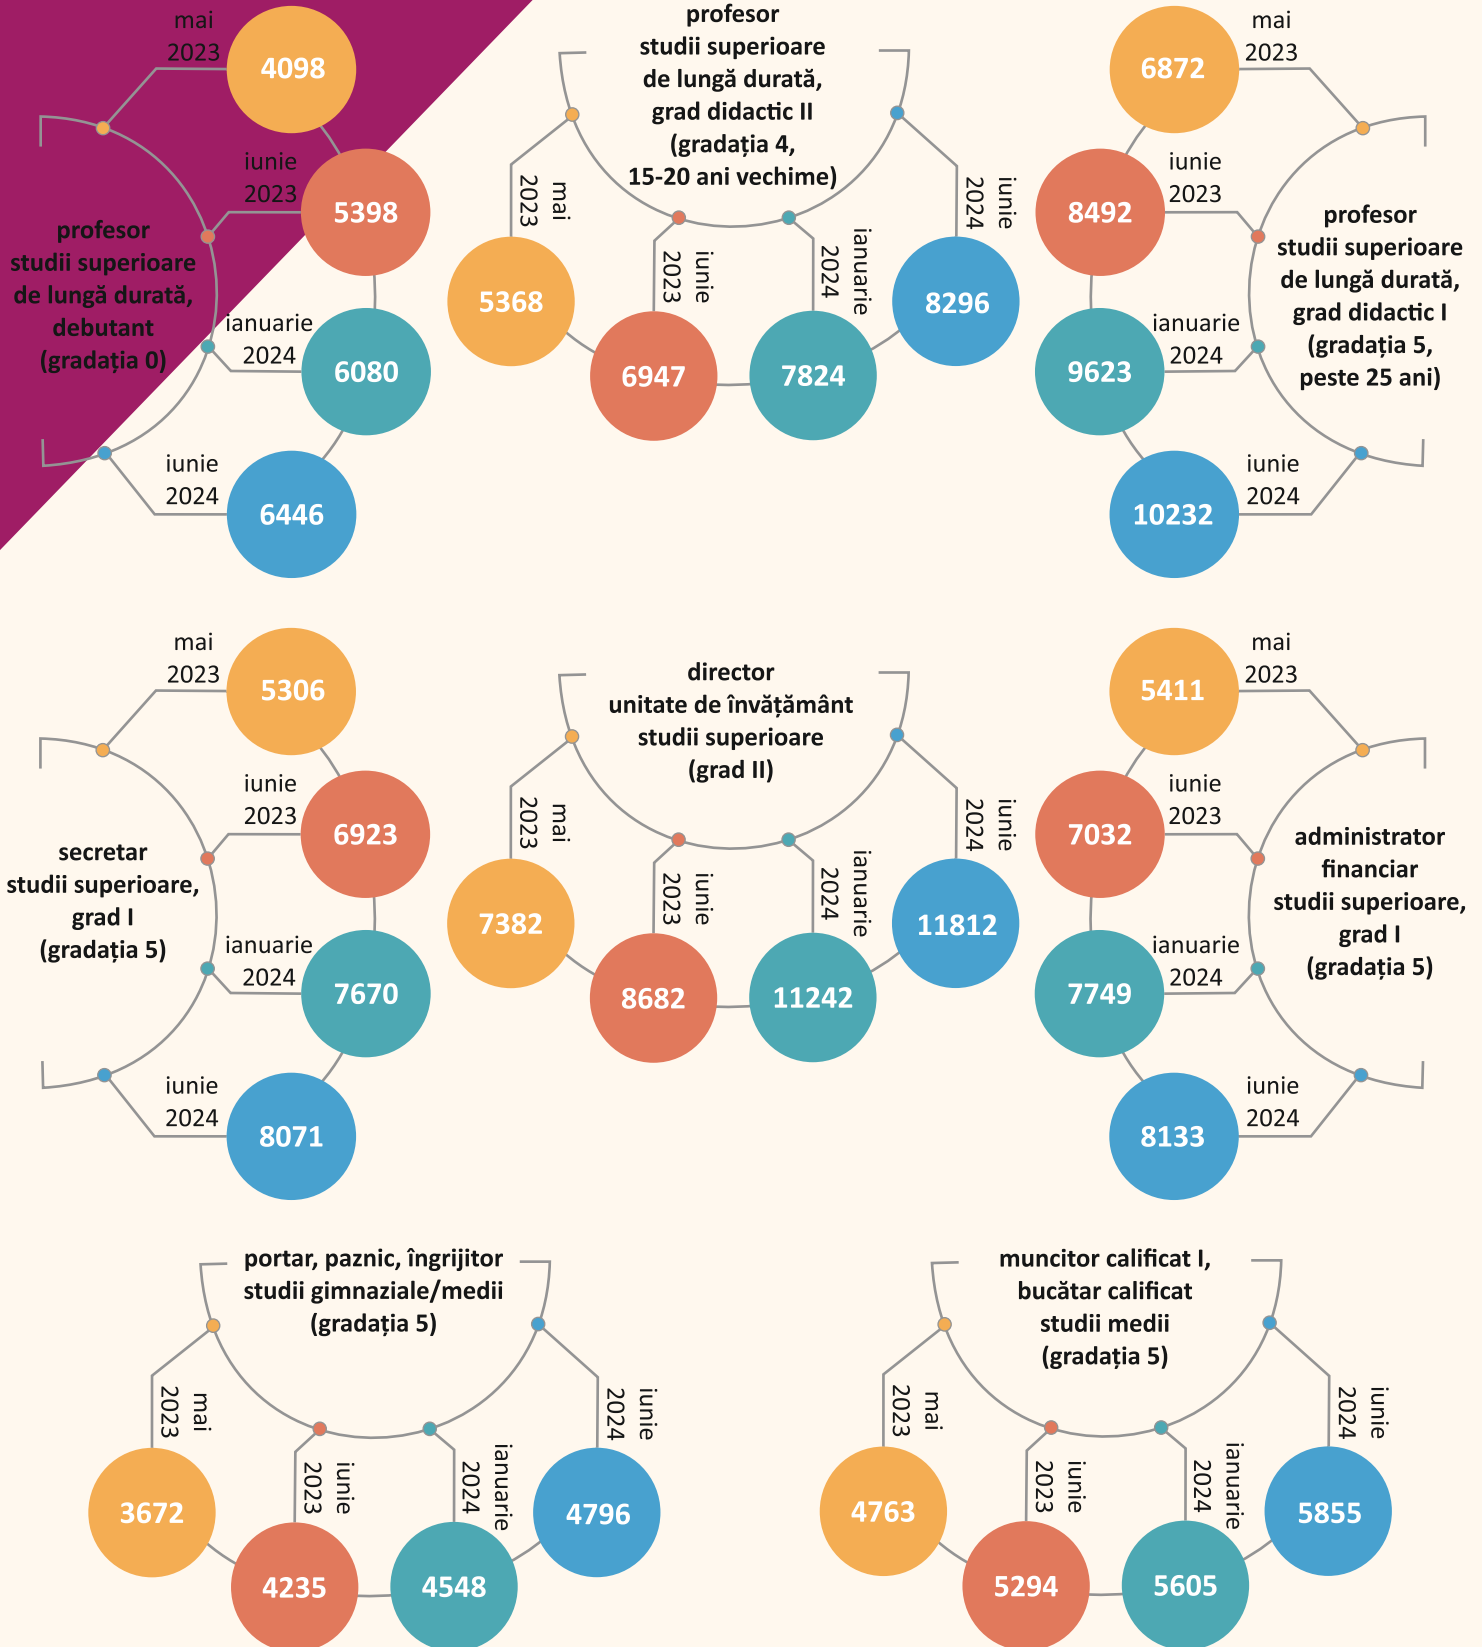 mai
2023
4098
iunie
2023
5398
profesor
studii superioare
de lungă durată,
debutant
(gradația 0)
ianuarie
2024
6080
iunie
2024
6446
profesor
studii superioare
de lungă durată,
grad didactic II
(gradația 4,
15-20 ani vechime)
mai
2023
5368
iunie
2023
6947
ianuarie
2024
7824
iunie
2024
8296
mai
2023
6872
iunie
2023
8492
profesor
studii superioare
de lungă durată,
grad didactic I
(gradația 5,
peste 25 ani)
ianuarie
2024
9623
iunie
2024
10232
mai
2023
5306
iunie
2023
6923
secretar
studii superioare,
grad I
(gradația 5)
ianuarie
2024
7670
iunie
2024
8071
director
unitate de învățământ
studii superioare
(grad II)
mai
2023
7382
iunie
2023
8682
ianuarie
2024
11242
iunie
2024
11812
mai
2023
5411
iunie
2023
7032
administrator
financiar
studii superioare,
grad I
(gradația 5)
ianuarie
2024
7749
iunie
2024
8133
portar, paznic, îngrijitor
studii gimnaziale/medii
(gradația 5)
mai
2023
3672
iunie
2023
4235
ianuarie
2024
4548
iunie
2024
4796
muncitor calificat I,
bucătar calificat
studii medii
(gradația 5)
mai
2023
4763
iunie
2023
5294
ianuarie
2024
5605
iunie
2024
5855